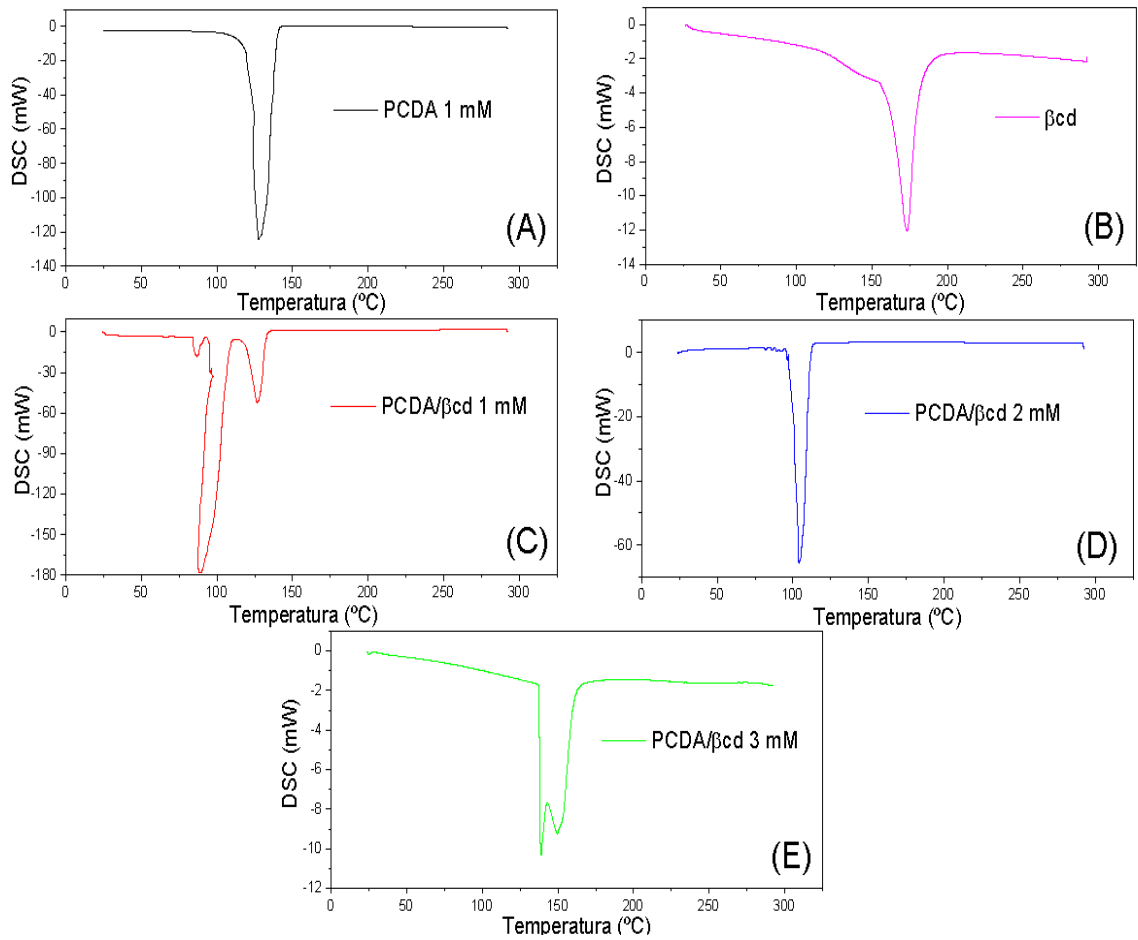 0
-20
-40
-60
-80
-100
-120
-140
DSC (mW)
PCDA 1 mM
(A)
0 50 100 150 200 250 300
Temperatura (ºC)
0
-2
-4
-6
-8
-10
-12
-14
DSC (mW)
βcd
(B)
0 50 100 150 200 250 300
Temperatura (ºC)
0
-30
-60
-90
-120
-150
-180
DSC (mW)
PCDA/βcd 1 mM
(C)
0 50 100 150 200 250 300
Temperatura (ºC)
0
-20
-40
-60
DSC (mW)
PCDA/βcd 2 mM
(D)
0 50 100 150 200 250 300
Temperatura (ºC)
0
-2
-4
-6
-8
-10
-12
DSC (mW)
PCDA/βcd 3 mM
(E)
0 50 100 150 200 250 300
Temperatura (ºC)